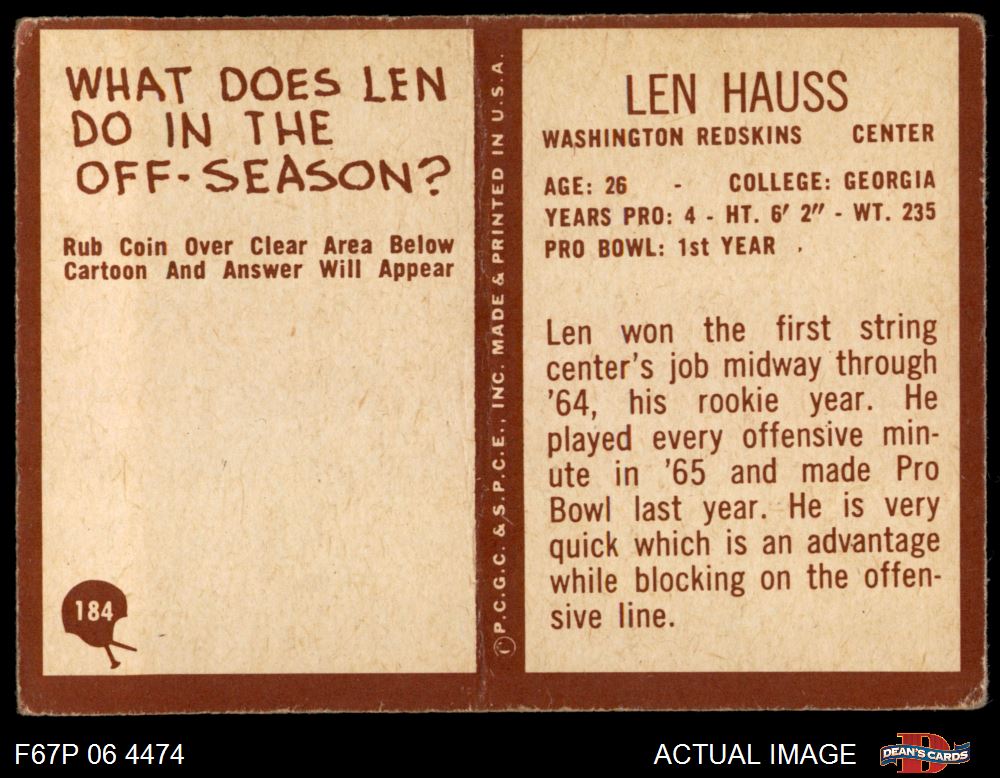 WHAT DOES LEN
DO IN THE
OFF-SEASON?
Rub Coin Over Clear Area Below
Cartoon And Answer Will Appear
184
© P.C.G.C. & S.P.C.E., INC. MADE & PRINTED IN U.S.A.
LEN HAUSS
WASHINGTON REDSKINS CENTER
AGE: 26 - COLLEGE: GEORGIA
YEARS PRO: 4 - HT. 6' 2" - WT. 235
PRO BOWL: 1st YEAR
Len won the first string
center's job midway through
'64, his rookie year. He
played every offensive min-
ute in '65 and made Pro
Bowl last year. He is very
quick which is an advantage
while blocking on the offen-
sive line.
F67P 06 4474
ACTUAL IMAGE
DEAN'S CARDS